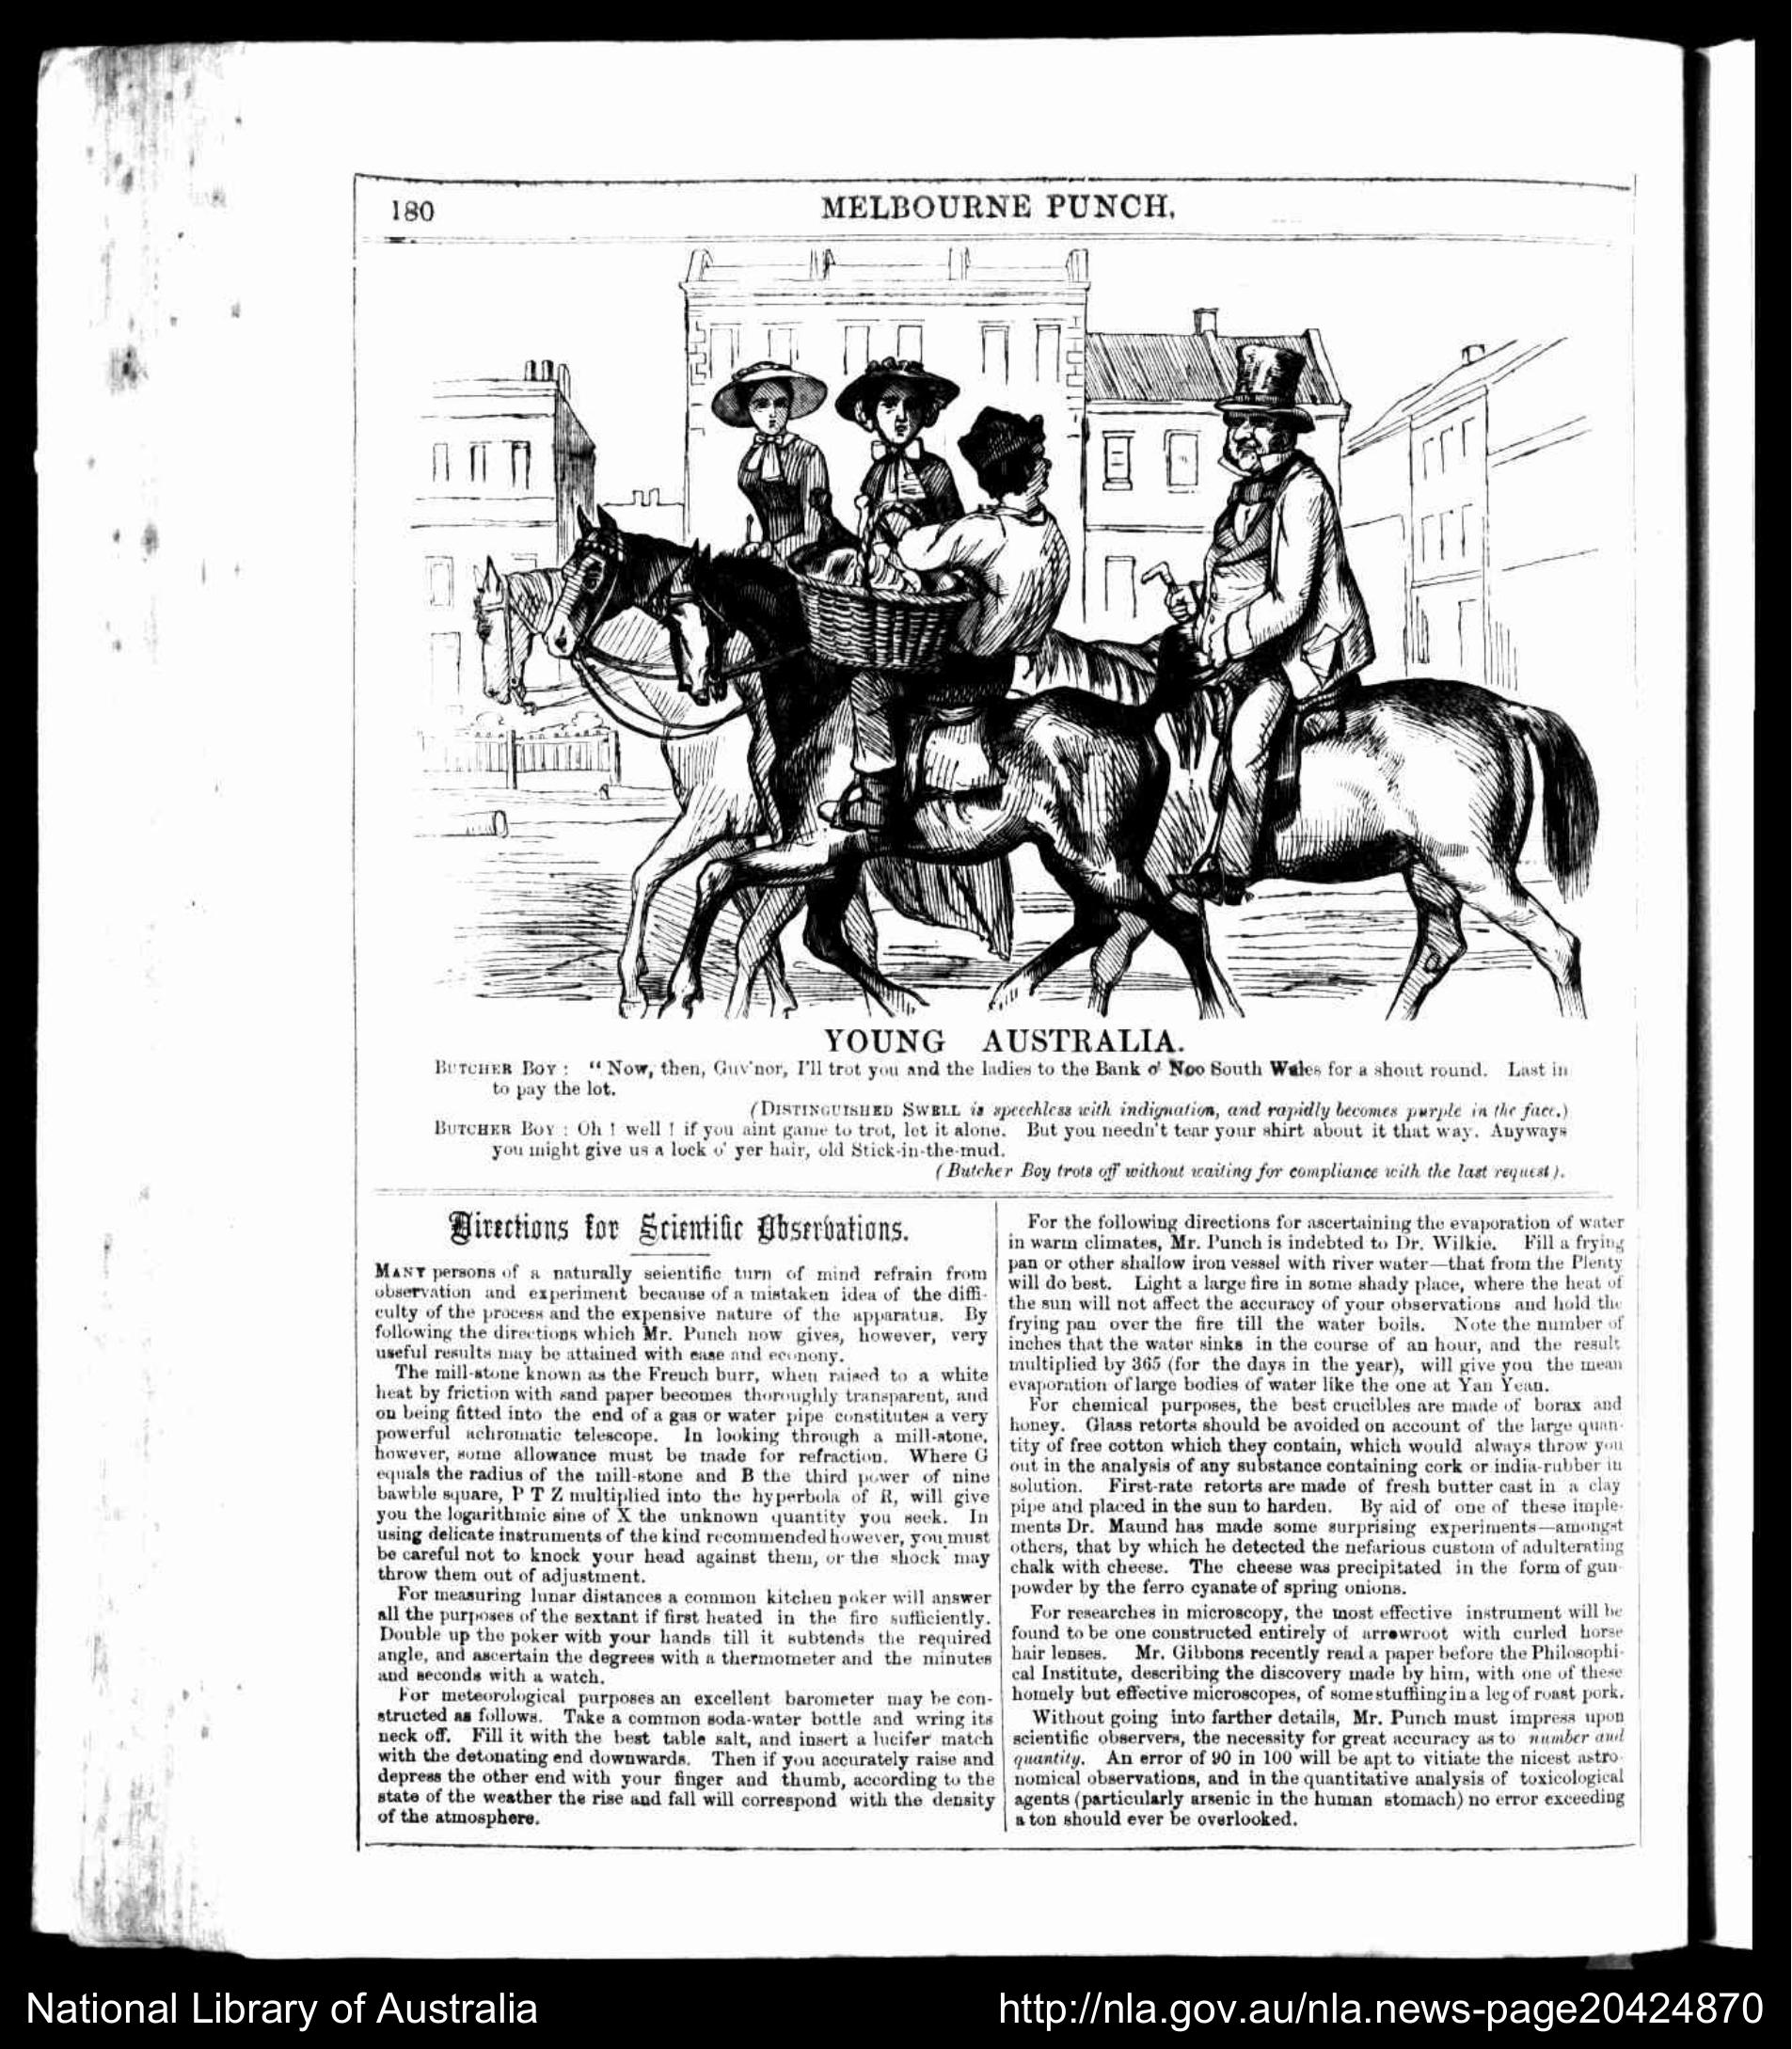 180
MELBOURNE PUNCH.
YOUNG AUSTRALIA.
BUTCHER BOY : “Now, then, Guv'nor, I'll trot you and the ladies to the Bank o' Noo South Wales for a shout round. Last in
to pay the lot.
(DISTINGUISHED SWELL is speechless with indignation, and rapidly becomes purple in the face.)
BUTCHER BOY : Oh ! well ! if you aint game to trot, let it alone. But you needn't tear your shirt about it that way. Anyways
you might give us a lock o' yer hair, old Stick-in-the-mud.
(Butcher Boy trots off without waiting for compliance with the last request).
Directions for Scientific Observations.
MANY persons of a naturally scientific turn of mind refrain from
observation and experiment because of a mistaken idea of the diffi-
culty of the process and the expensive nature of the apparatus. By
following the directions which Mr. Punch now gives, however, very
useful results may be attained with ease and economy.
The mill-stone known as the French burr, when raised to a white
heat by friction with sand paper becomes thoroughly transparent, and
on being fitted into the end of a gas or water pipe constitutes a very
powerful achromatic telescope. In looking through a mill-stone,
however, some allowance must be made for refraction. Where G
equals the radius of the mill-stone and B the third power of nine
bawble square, P T Z multiplied into the hyperbola of R, will give
you the logarithmic sine of X the unknown quantity you seek. In
using delicate instruments of the kind recommended however, you must
be careful not to knock your head against them, or the shock may
throw them out of adjustment.
For measuring lunar distances a common kitchen poker will answer
all the purposes of the sextant if first heated in the fire sufficiently.
Double up the poker with your hands till it subtends the required
angle, and ascertain the degrees with a thermometer and the minutes
and seconds with a watch.
For meteorological purposes an excellent barometer may be con-
structed as follows. Take a common soda-water bottle and wring its
neck off. Fill it with the best table salt, and insert a lucifer match
with the detonating end downwards. Then if you accurately raise and
depress the other end with your finger and thumb, according to the
state of the weather the rise and fall will correspond with the density
of the atmosphere.
For the following directions for ascertaining the evaporation of water
in warm climates, Mr. Punch is indebted to Dr. Wilkie. Fill a frying
pan or other shallow iron vessel with river water—that from the Plenty
will do best. Light a large fire in some shady place, where the heat of
the sun will not affect the accuracy of your observations and hold the
frying pan over the fire till the water boils. Note the number of
inches that the water sinks in the course of an hour, and the result
multiplied by 365 (for the days in the year), will give you the mean
evaporation of large bodies of water like the one at Yan Yean.
For chemical purposes, the best crucibles are made of borax and
honey. Glass retorts should be avoided on account of the large quan-
tity of free cotton which they contain, which would always throw you
out in the analysis of any substance containing cork or india-rubber in
solution. First-rate retorts are made of fresh butter cast in a clay
pipe and placed in the sun to harden. By aid of one of these imple-
ments Dr. Maund has made some surprising experiments—amongst
others, that by which he detected the nefarious custom of adulterating
chalk with cheese. The cheese was precipitated in the form of gun-
powder by the ferro cyanate of spring onions.
For researches in microscopy, the most effective instrument will be
found to be one constructed entirely of arrowroot with curled horse
hair lenses. Mr. Gibbons recently read a paper before the Philosophi-
cal Institute, describing the discovery made by him, with one of these
homely but effective microscopes, of some stuffiing in a leg of roast pork.
Without going into farther details, Mr. Punch must impress upon
scientific observers, the necessity for great accuracy as to number and
quantity. An error of 90 in 100 will be apt to vitiate the nicest astro-
nomical observations, and in the quantitative analysis of toxicological
agents (particularly arsenic in the human stomach) no error exceeding
a ton should ever be overlooked.
National Library of Australia
http://nla.gov.au/nla.news-page20424870